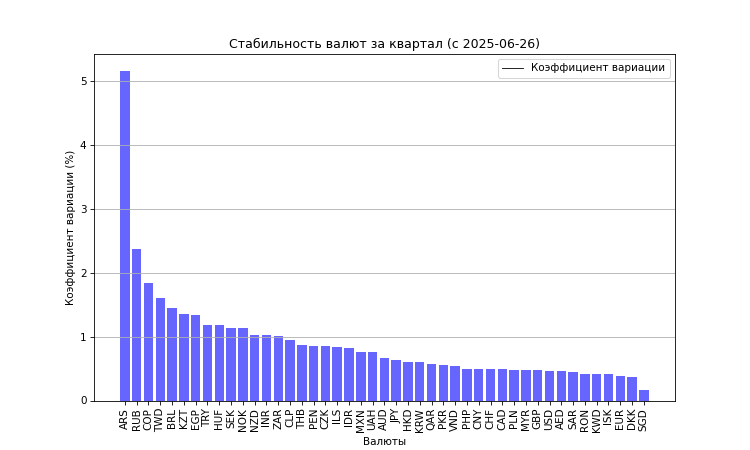 Стабильность валют за квартал (с 2025-06-26)
Коэффициент вариации
Коэффициент вариации (%)
5
4
3
2
1
0
ARS RUB COP TWD BRL KZT EGP TRY HUF SEK NOK NZD INR ZAR CLP THB PEN CZK ILS IDR MXN UAH AUD JPY HKD KRW QAR PKR VND PHP CNY CHF CAD PLN MYR GBP USD AED SAR RON KWD ISK EUR DKK SGD
Валюты